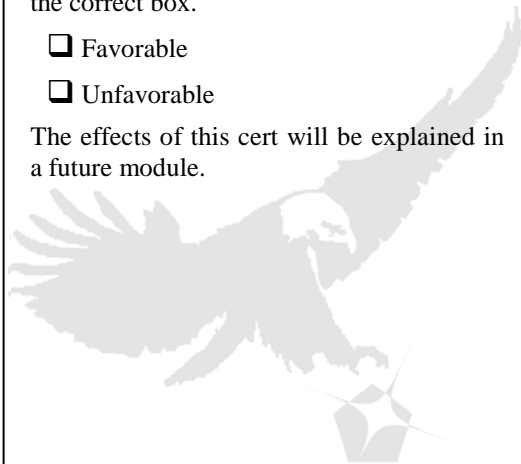 the correct box.
❑ Favorable
❑ Unfavorable
The effects of this cert will be explained in
a future module.